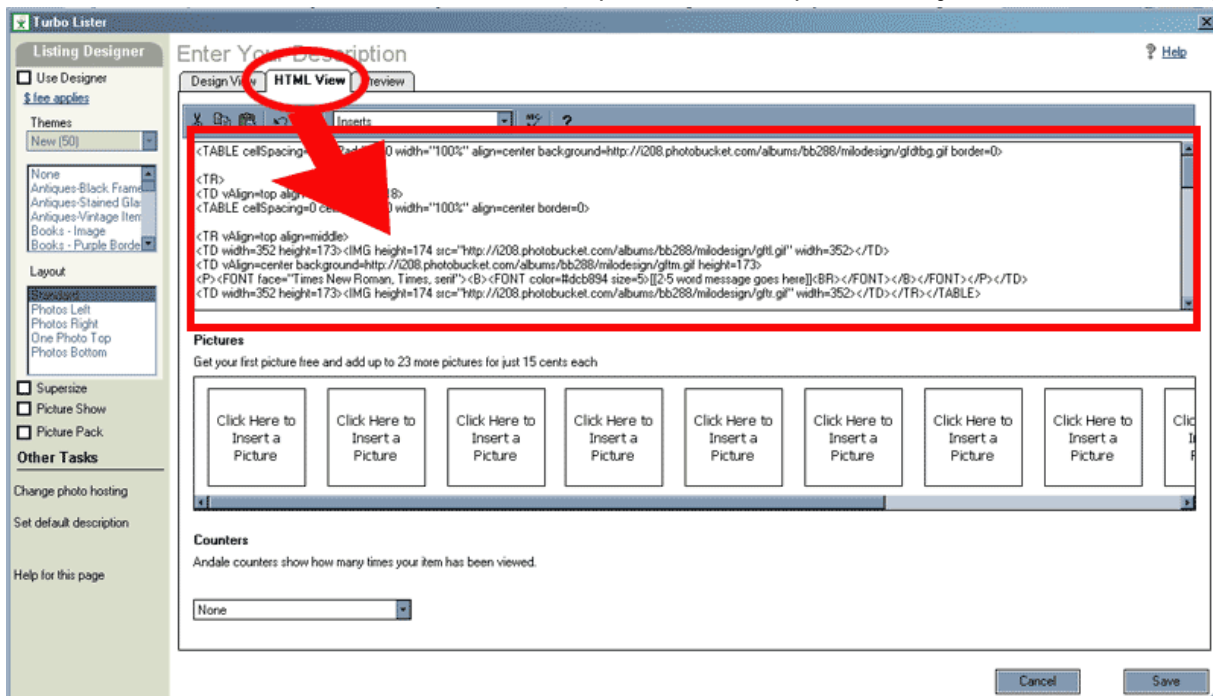 Turbo Lister
Listing Designer
Use Designer
$ fee applies
Themes
New (50)
None
Antiques-Black Frame
Antiques-Stained Gla
Antiques-Vintage Item
Books - Image
Books - Purple Borde
Layout
Standard
Photos Left
Photos Right
One Photo Top
Photos Bottom
Supersize
Picture Show
Picture Pack
Other Tasks
Change photo hosting
Set default description
Help for this page
Enter Your Description
? Help
Design View
HTML View
Preview
Inserts
ABC
?
<TABLE cellSpacing= 0 width="100%" align=center background=http://i208.photobucket.com/albums/bb288/milodesign/gfdtbg.gif border=0>
<TR>
<TD vAlign=top align 18>
<TABLE cellSpacing=0 0 width="100%" align=center border=0>
<TR vAlign=top align=middle>
<TD width=352 height=173><IMG height=174 src="http://i208.photobucket.com/albums/bb288/milodesign/gftl.gif" width=352></TD>
<TD vAlign=center background=http://i208.photobucket.com/albums/bb288/milodesign/gltm.gif height=173>
<P><FONT face="Times New Roman, Times, serif"><B><FONT color=#dcb894 size=5>[[2-5 word message goes here]]<BR></FONT></B></FONT></P></TD>
<TD width=352 height=173><IMG height=174 src="http://i208.photobucket.com/albums/bb288/milodesign/gftr.gif" width=352></TD></TR></TABLE>
Pictures
Get your first picture free and add up to 23 more pictures for just 15 cents each
Click Here to
Insert a
Picture
Click Here to
Insert a
Picture
Click Here to
Insert a
Picture
Click Here to
Insert a
Picture
Click Here to
Insert a
Picture
Click Here to
Insert a
Picture
Click Here to
Insert a
Picture
Click Here to
Insert a
Picture
Counters
Andale counters show how many times your item has been viewed.
None
Cancel
Save